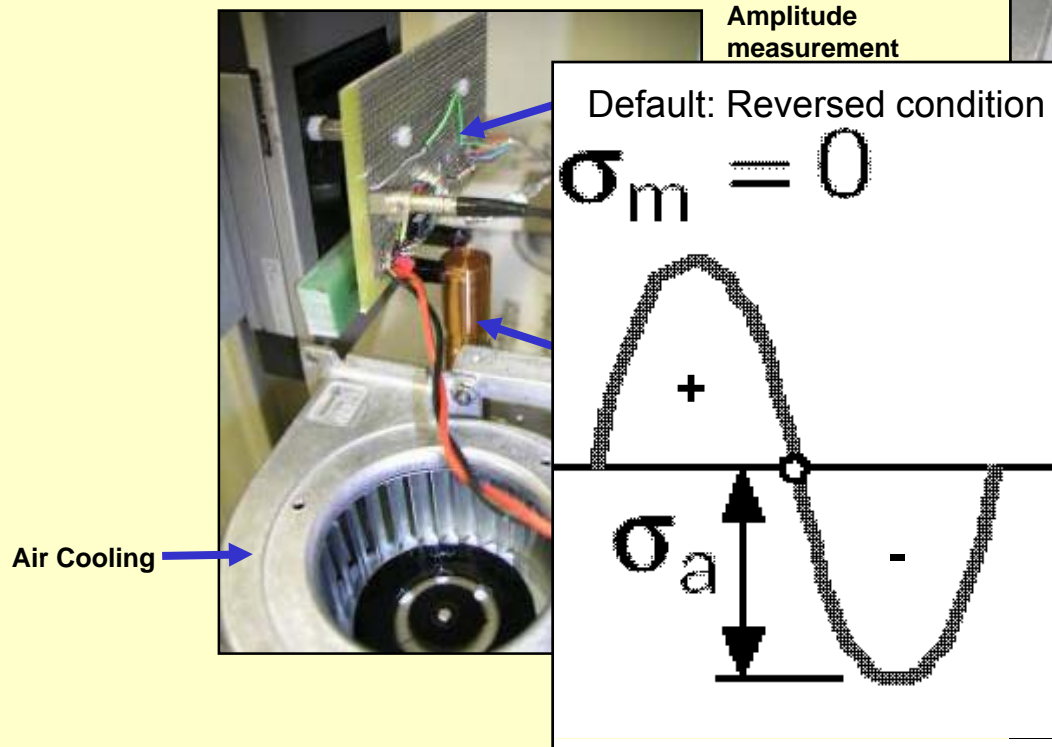 Amplitude
measurement
Default: Reversed condition
σm = 0
+
σa
-
Air Cooling